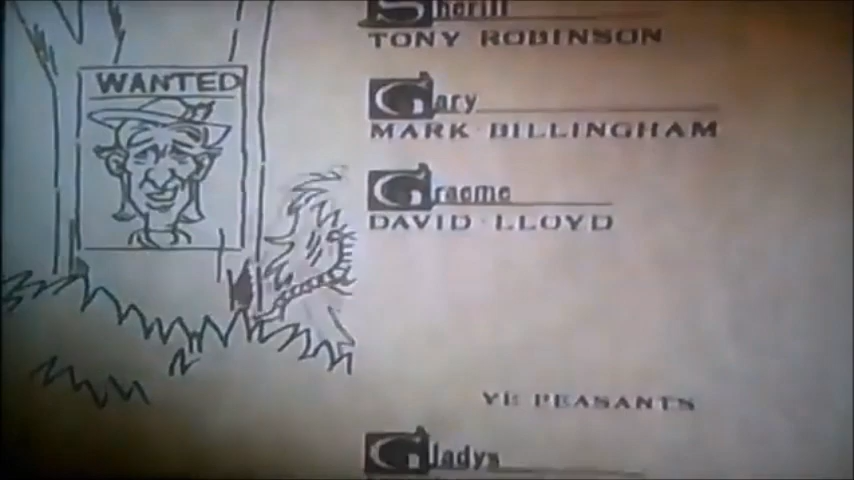 WANTED
Sheriff
TONY ROBINSON
Gary
MARK BILLINGHAM
Graeme
DAVID LLOYD
YE PEASANTS
Gladys